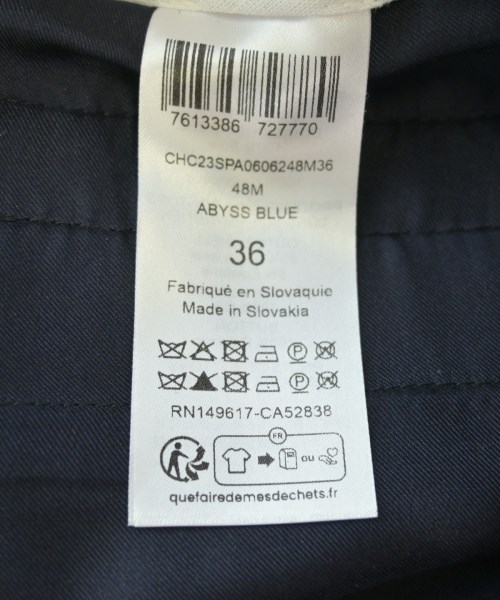 7613386 727770
CHC23SPA0606248M36
48M
ABYSS BLUE
36
Fabriqué en Slovaquie
Made in Slovakia
P
P
RN149617-CA52838
FR
ou
quefairedemesdechets.fr